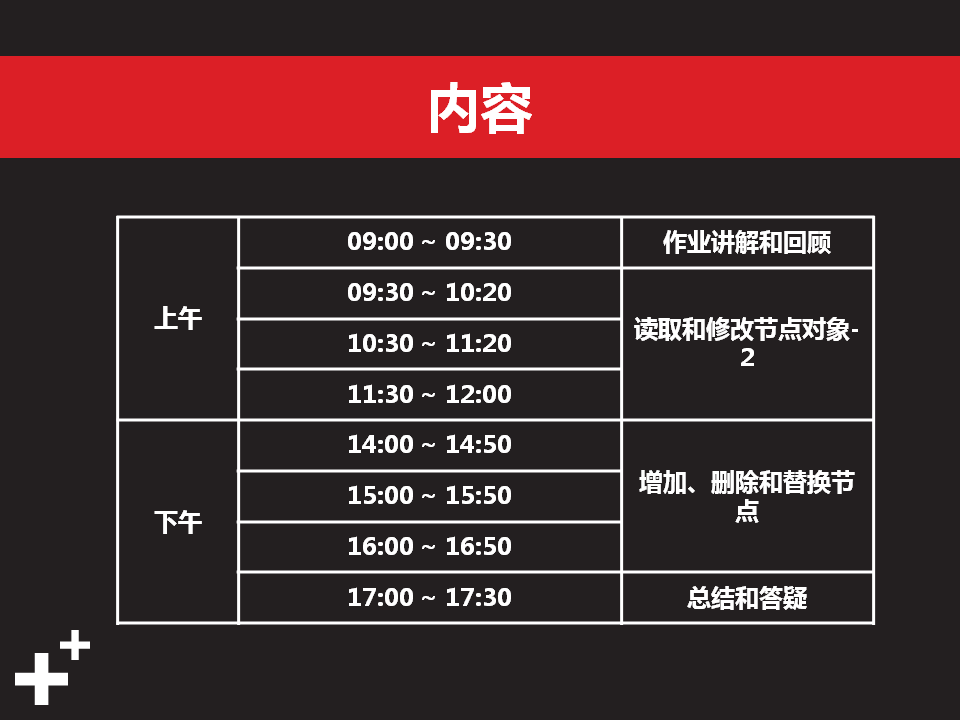 内容
上午
09:00 ~ 09:30
作业讲解和回顾
09:30 ~ 10:20
读取和修改节点对象-
2
10:30 ~ 11:20
11:30 ~ 12:00
下午
14:00 ~ 14:50
增加、删除和替换节
点
15:00 ~ 15:50
16:00 ~ 16:50
17:00 ~ 17:30
总结和答疑